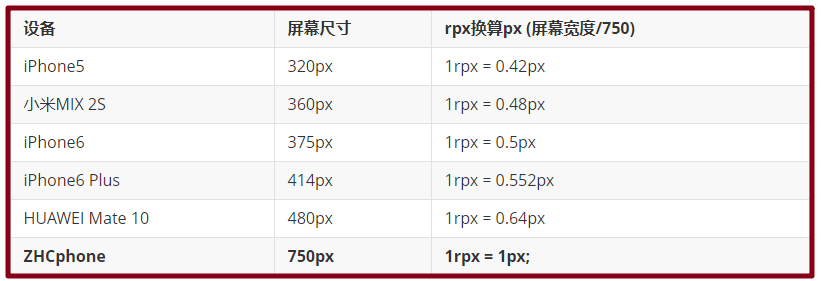 设备 屏幕尺寸 rpx换算px (屏幕宽度/750)
iPhone5 320px 1rpx = 0.42px
小米MIX 2S 360px 1rpx = 0.48px
iPhone6 375px 1rpx = 0.5px
iPhone6 Plus 414px 1rpx = 0.552px
HUAWEI Mate 10 480px 1rpx = 0.64px
ZHCphone 750px 1rpx = 1px;